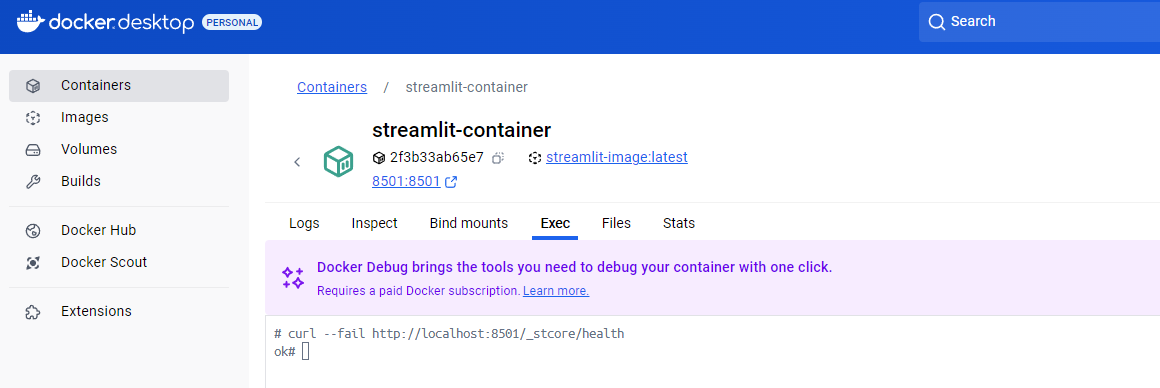 docker.desktop PERSONAL
Search
Containers
Images
Volumes
Builds
Docker Hub
Docker Scout
Extensions
Containers / streamlit-container
streamlit-container
2f3b33ab65e7 streamlit-image:latest
8501:8501
Logs Inspect Bind mounts Exec Files Stats
Docker Debug brings the tools you need to debug your container with one click.
Requires a paid Docker subscription. Learn more.
# curl --fail http://localhost:8501/_stcore/health
ok#